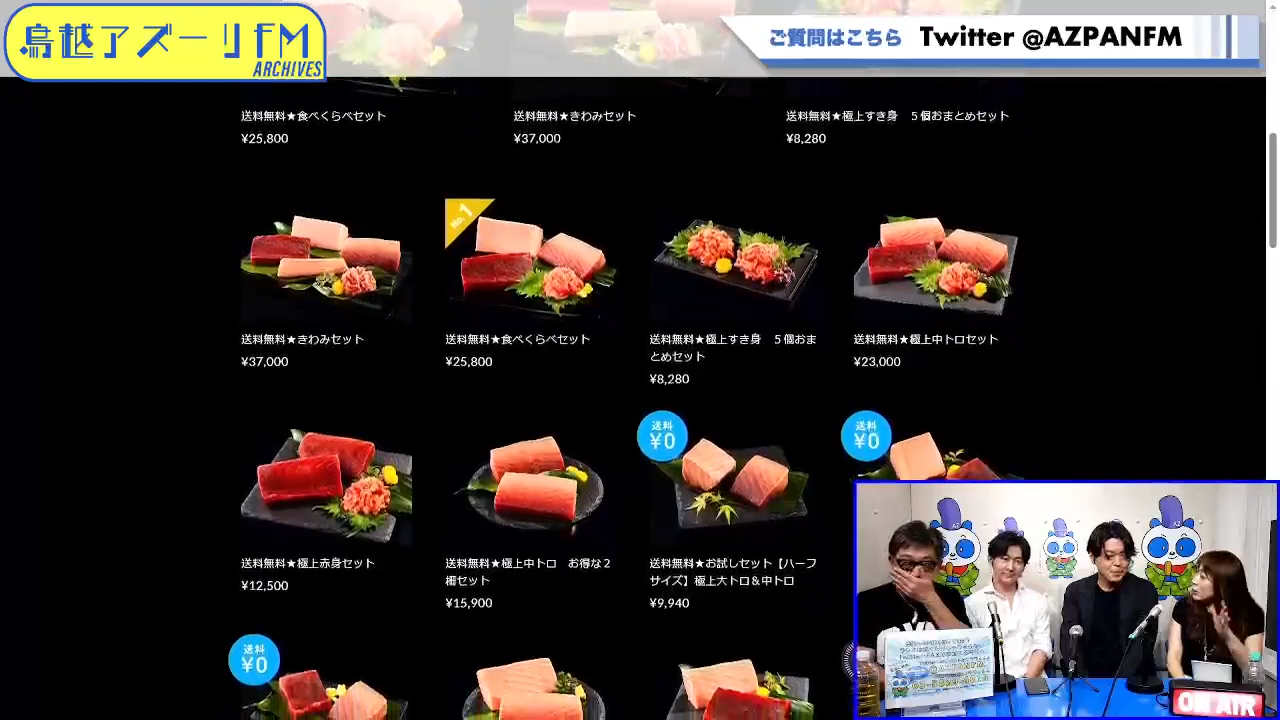 鳥越アズーリFM
ARCHIVES
ご質問はこちら Twitter @AZPANFM
送料無料★食べくらべセット
¥25,800
送料無料★きわみセット
¥37,000
送料無料★極上すき身 5個おまとめセット
¥8,280
No.1
送料無料★きわみセット
¥37,000
送料無料★食べくらべセット
¥25,800
送料無料★極上すき身 5個おま
とめセット
¥8,280
送料無料★極上中トロセット
¥23,000
送料
¥0
送料
¥0
送料無料★極上赤身セット
¥12,500
送料無料★極上中トロ お得な2
柵セット
¥15,900
送料無料★お試しセット【ハーフ
サイズ】極上大トロ&中トロ
¥9,940
送料
¥0
ON AIR